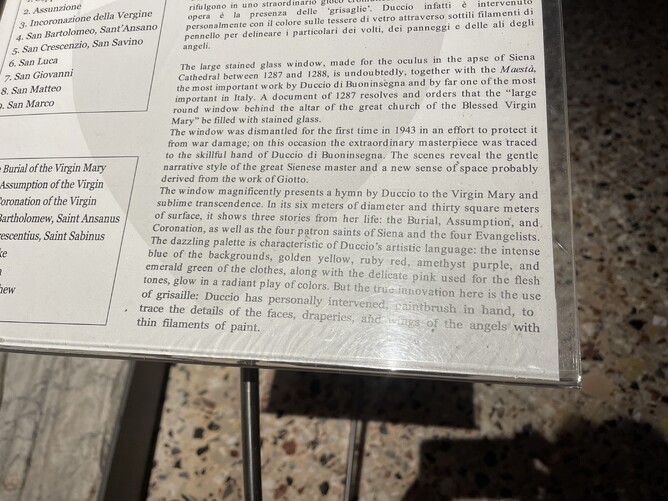 2. Assunzione
3. Incoronazione della Vergine
4. San Bartolomeo, Sant'Ansano
5. San Crescenzio, San Savino
6. San Luca
7. San Giovanni
8. San Matteo
9. San Marco
rifulgono in uno straordinario gioco
opera è la presenza delle 'grisaglie'. Duccio infatti è intervenuto
personalmente con il colore sulle tessere di vetro attraverso sottili filamenti di
pennello per delineare i particolari dei volti, dei panneggi e delle ali degli
angeli.
The large stained glass window, made for the oculus in the apse of Siena
Cathedral between 1287 and 1288, is undoubtedly, together with the Maestà,
the most important work by Duccio di Buoninsegna and by far one of the most
important in Italy. A document of 1287 resolves and orders that the "large
round window behind the altar of the great church of the Blessed Virgin
Mary" be filled with stained glass.
The window was dismantled for the first time in 1943 in an effort to protect it
from war damage; on this occasion the extraordinary masterpiece was traced
to the skillful hand of Duccio di Buoninsegna. The scenes reveal the gentle
narrative style of the great Sienese master and a new sense of space probably
derived from the work of Giotto.
The window magnificently presents a hymn by Duccio to the Virgin Mary and
sublime transcendence. In its six meters of diameter and thirty square meters
of surface, it shows three stories from her life: the Burial, Assumption, and
Coronation, as well as the four patron saints of Siena and the four Evangelists.
The dazzling palette is characteristic of Duccio's artistic language: the intense
blue of the backgrounds, golden yellow, ruby red, amethyst purple, and
emerald green of the clothes, along with the delicate pink used for the flesh
tones, glow in a radiant play of colors. But the true innovation here is the use
of grisaille: Duccio has personally intervened, paintbrush in hand, to
trace the details of the faces, draperies, and wings of the angels with
thin filaments of paint.
Burial of the Virgin Mary
Assumption of the Virgin
Coronation of the Virgin
Bartholomew, Saint Ansanus
rescentius, Saint Sabinus
ke
n
hew